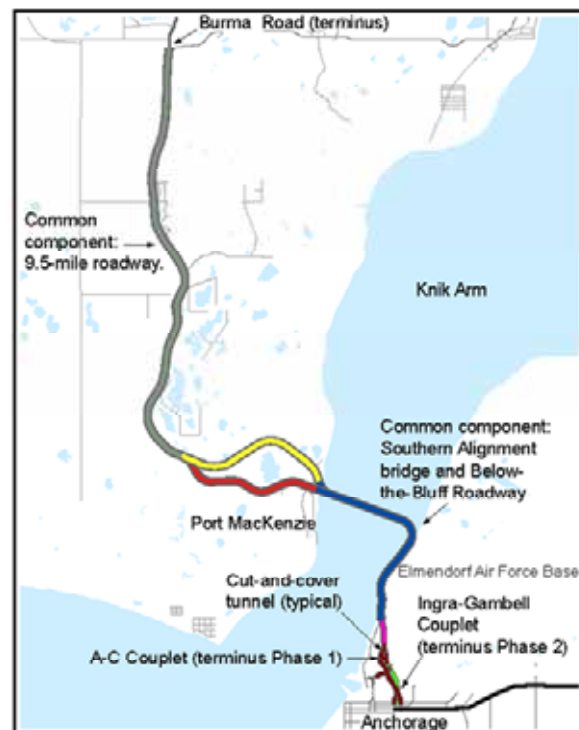 Burma Road (terminus)
Common
component:
9.5-mile roadway.
Knik Arm
Common component:
Southern Alignment
bridge and Below-
the-Bluff Roadway
Port MacKenzie
Elmendorf Air Force Base
Cut-and-cover
tunnel (typical)
Ingra-Gambell
Couplet
(terminus Phase 2)
A-C Couplet (terminus Phase 1)
Anchorage